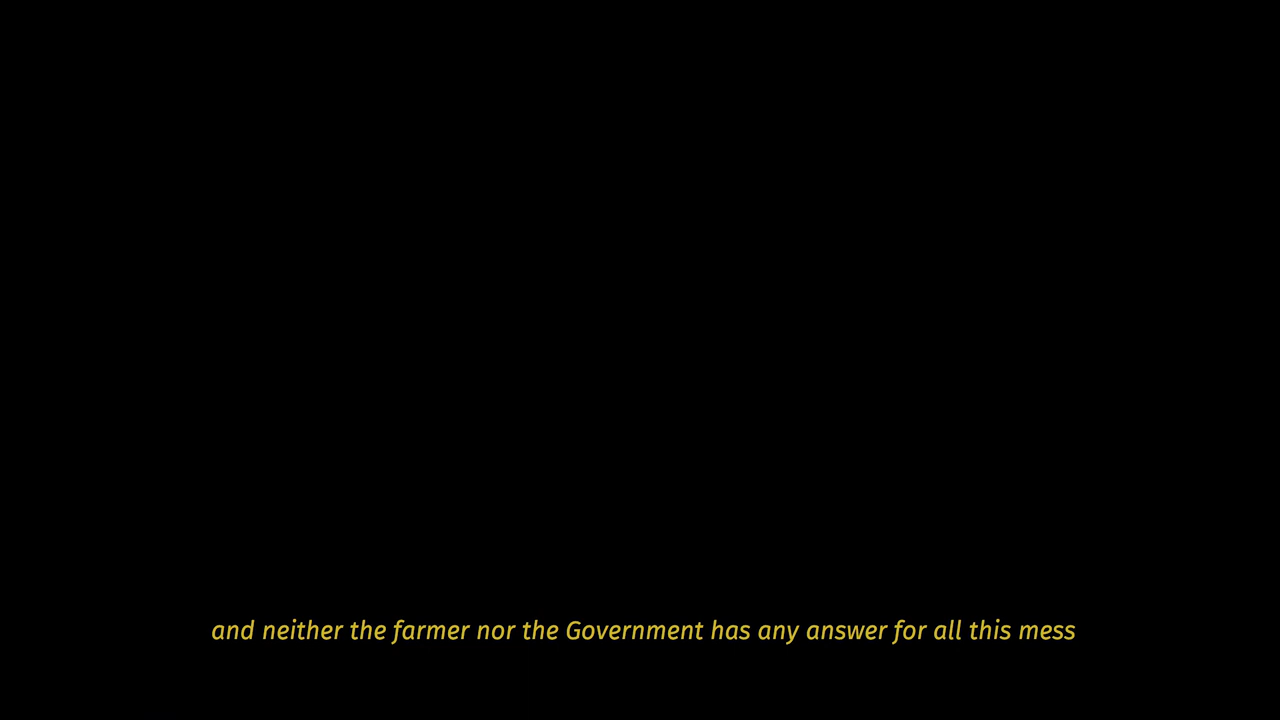 and neither the farmer nor the Government has any answer for all this mess